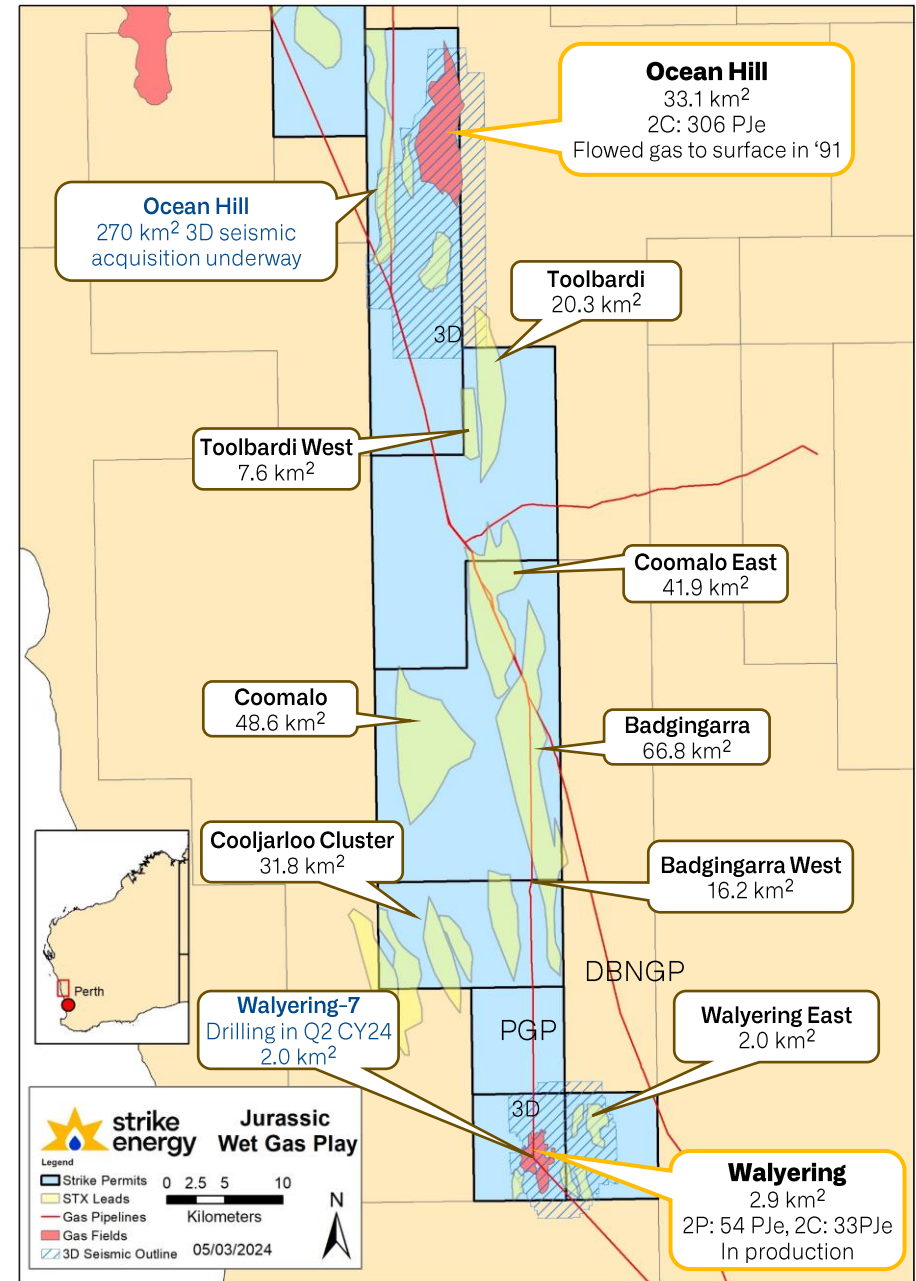 Ocean Hill
33.1 km²
2C: 306 PJe
Flowed gas to surface in ‘91
Ocean Hill
270 km² 3D seismic
acquisition underway
Toolbardi
20.3 km²
3D
Toolbardi West
7.6 km²
Coomalo East
41.9 km²
Coomalo
48.6 km²
Badgingarra
66.8 km²
Cooljarloo Cluster
31.8 km²
Badgingarra West
16.2 km²
DBNGP
Perth
Walyering-7
Drilling in Q2 CY24
2.0 km²
PGP
Walyering East
2.0 km²
3D
Walyering
2.9 km²
2P: 54 PJe, 2C: 33PJe
In production
strike
energy
Jurassic
Wet Gas Play
Legend
Strike Permits
STX Leads
Gas Pipelines
Gas Fields
3D Seismic Outline
0 2.5 5 10
Kilometers
N
05/03/2024